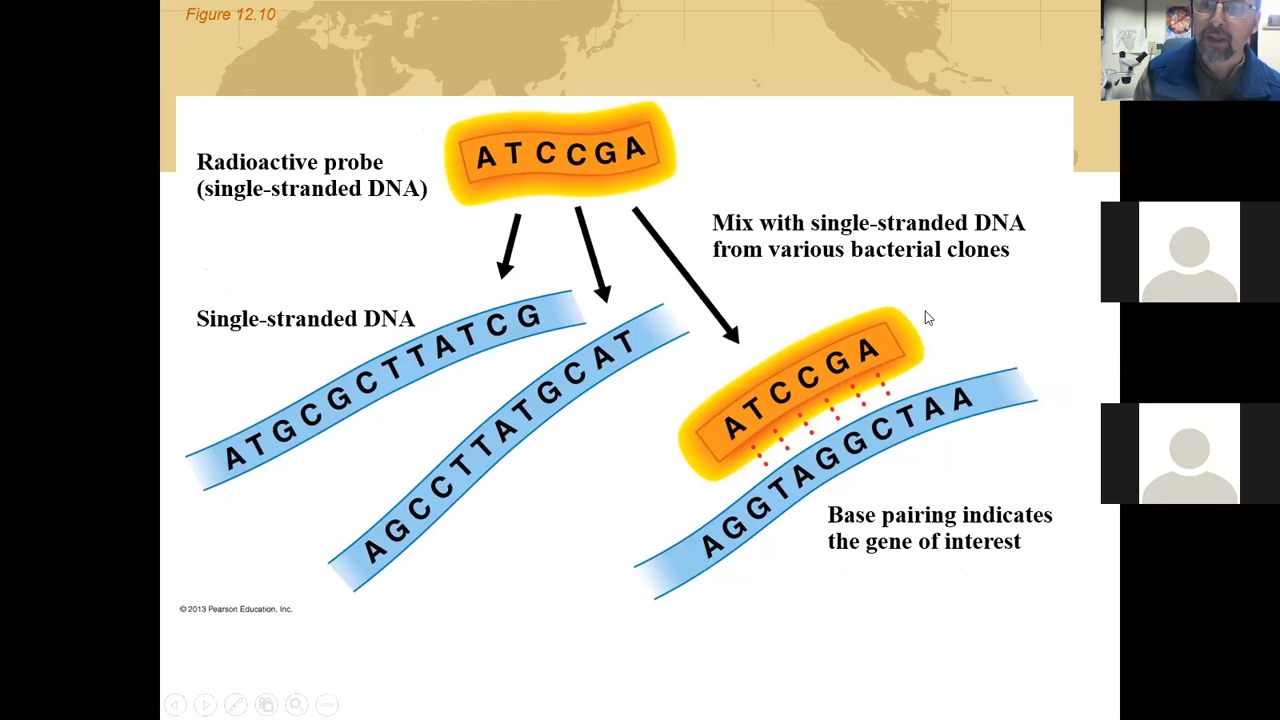 Figure 12.10
ATCCGA
Radioactive probe
(single-stranded DNA)
Mix with single-stranded DNA
from various bacterial clones
Single-stranded DNA
ATGCGCTTATCG
AGCCTTATGCAT
ATCCGA
AGGTAGGCTAA
Base pairing indicates
the gene of interest
© 2013 Pearson Education, Inc.